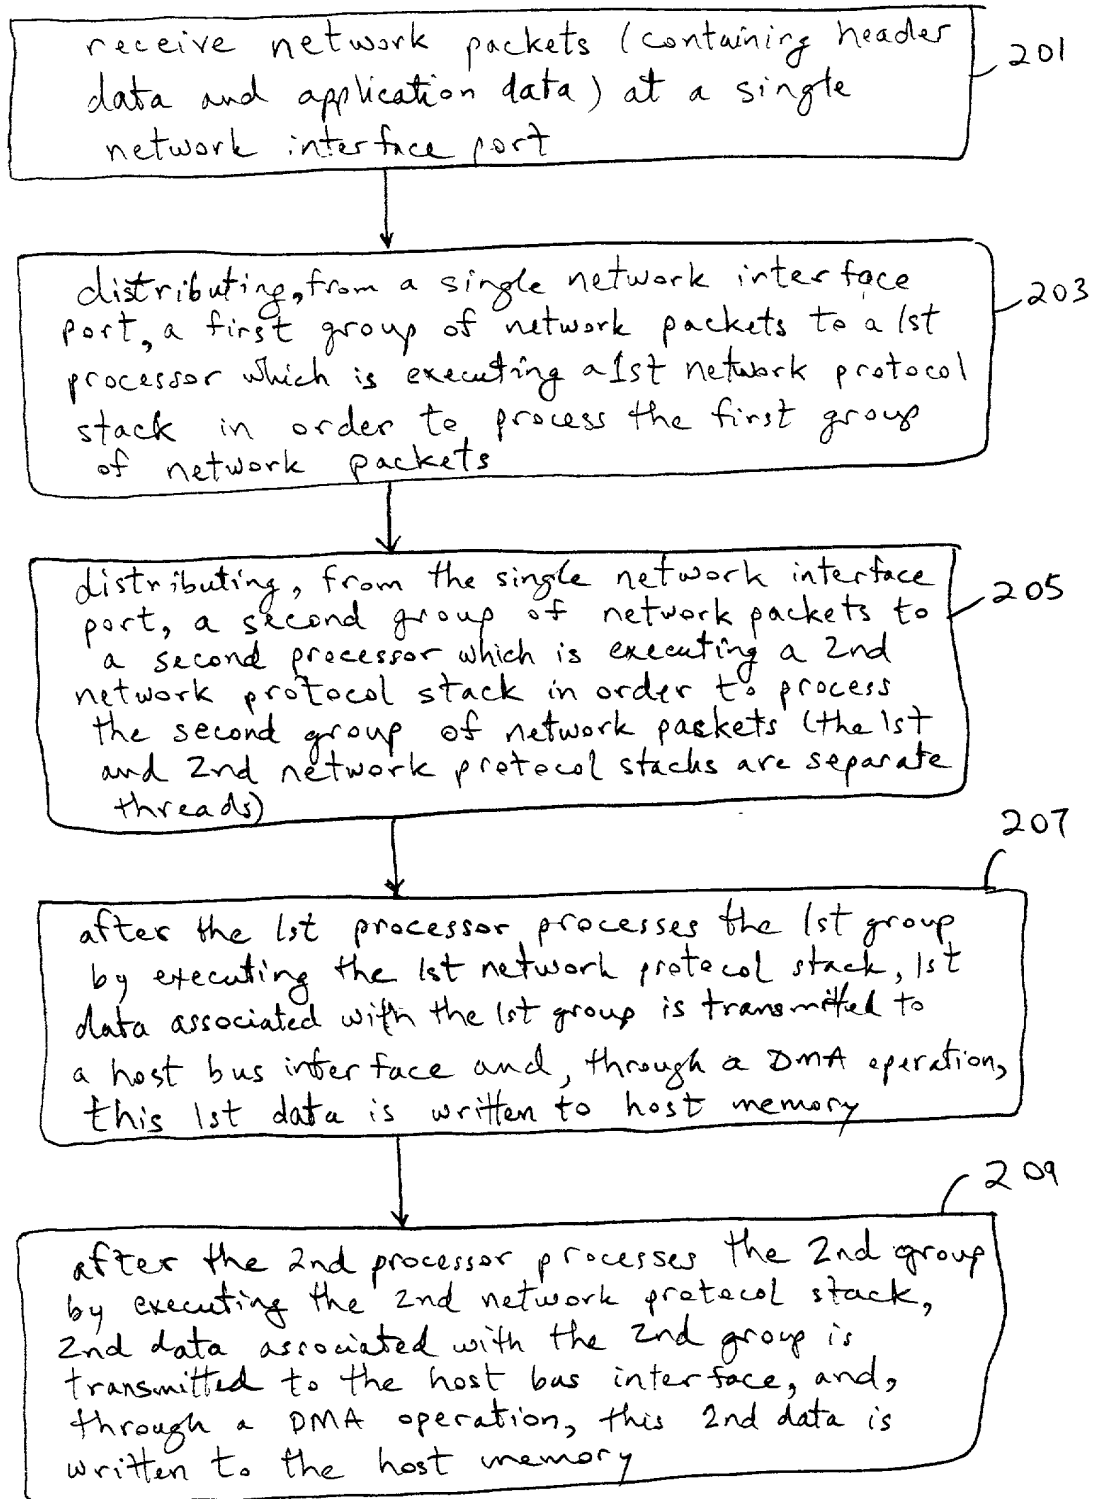 receive network packets (containing header
data and application data) at a single
network interface port
201
distributing, from a single network interface
port, a first group of network packets to a 1st
processor which is executing a 1st network protocol
stack in order to process the first group
of network packets
203
distributing, from the single network interface
port, a second group of network packets to
a second processor which is executing a 2nd
network protocol stack in order to process
the second group of network packets (the 1st
and 2nd network protocol stacks are separate
threads)
205
207
after the 1st processor processes the 1st group
by executing the 1st network protocol stack, 1st
data associated with the 1st group is transmitted to
a host bus interface and, through a DMA operation,
this 1st data is written to host memory
209
after the 2nd processor processes the 2nd group
by executing the 2nd network protocol stack,
2nd data associated with the 2nd group is
transmitted to the host bus interface, and,
through a DMA operation, this 2nd data is
written to the host memory